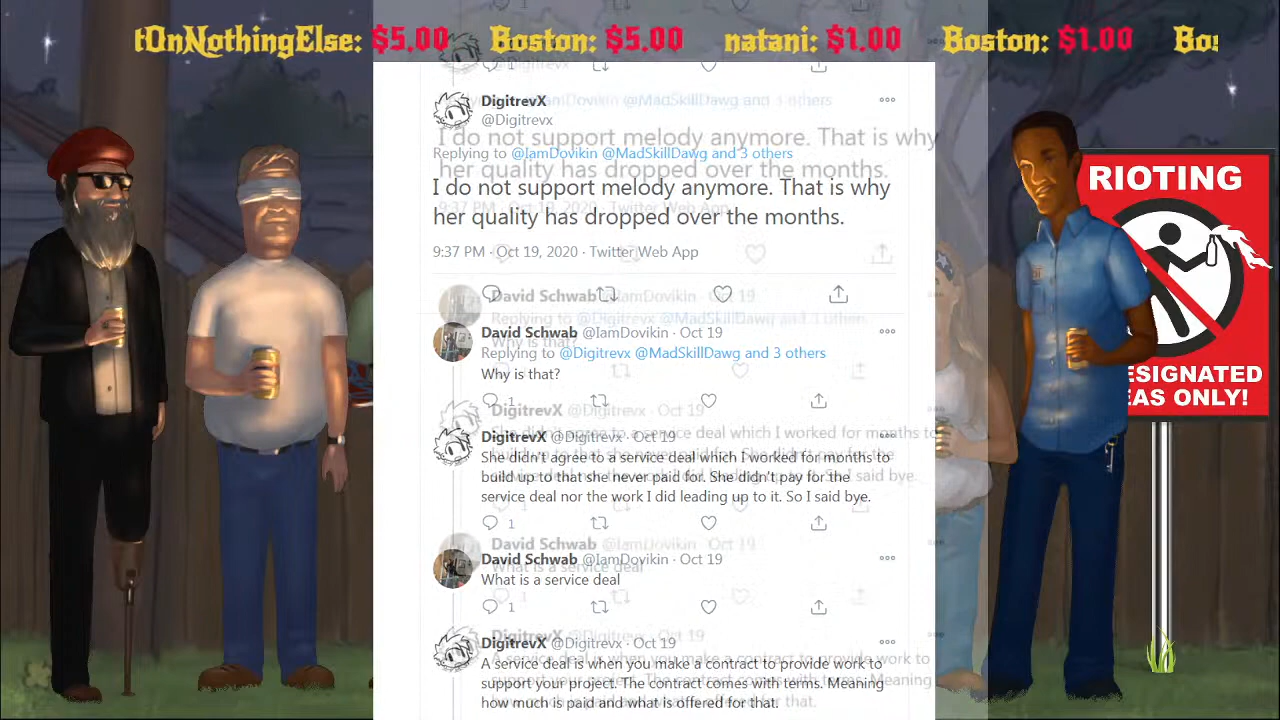 tOnNothingElse: $5.00 Boston: $5.00 natani: $1.00 Boston: $1.00 Bos
DigitrevX
@Digitrevx
Replying to @IamDovikin @MadSkillDawg and 3 others
I do not support melody anymore. That is why
her quality has dropped over the months.
9:37 PM · Oct 19, 2020 · Twitter Web App
David Schwab @IamDovikin · Oct 19
Replying to @Digitrevx @MadSkillDawg and 3 others
Why is that?
1
DigitrevX @Digitrevx · Oct 19
She didn't agree to a service deal which I worked for months to
build up to that she never paid for. She didn't pay for the
service deal nor the work I did leading up to it. So I said bye.
1
David Schwab @IamDovikin · Oct 19
What is a service deal
1
DigitrevX @Digitrevx · Oct 19
A service deal is when you make a contract to provide work to
support your project. The contract comes with terms. Meaning
how much is paid and what is offered for that.
RIOTING
ESIGNATED
EAS ONLY!